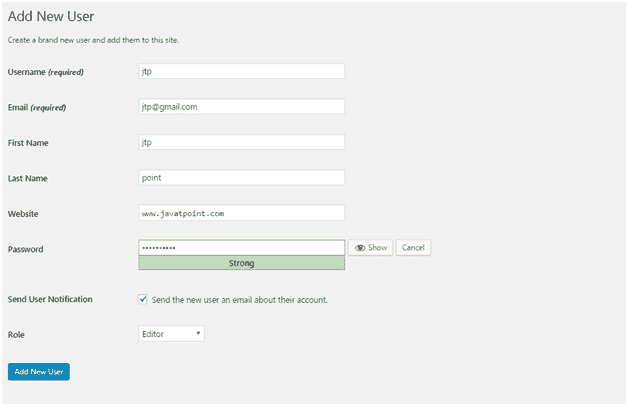 Add New User
Create a brand new user and add them to this site.
Username (required) jtp
Email (required) jtp@gmail.com
First Name jtp
Last Name point
Website www.javatpoint.com
Password •••••••••• Show Cancel
Strong
Send User Notification Send the new user an email about their account.
Role Editor
Add New User